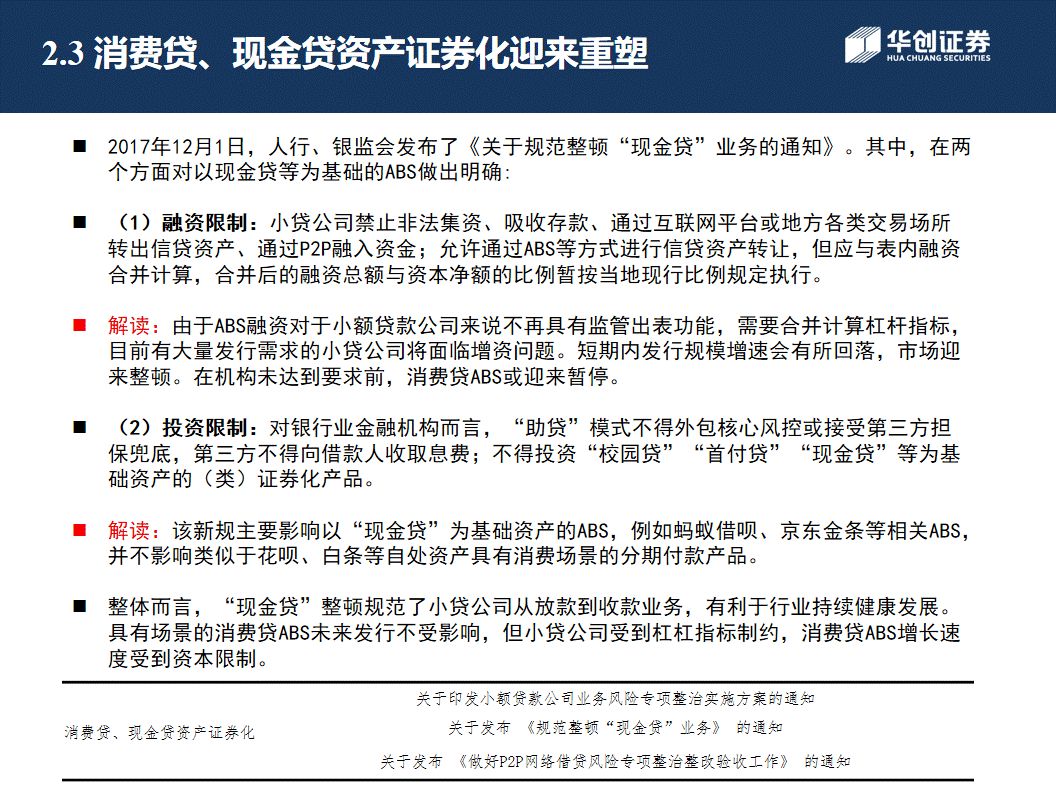 2.3 消费贷、现金贷资产证券化迎来重塑
华创证券
HUA CHUANG SECURITIES
■ 2017年12月1日，人行、银监会发布了《关于规范整顿“现金贷”业务的通知》。其中，在两
个方面对以现金贷等为基础的ABS做出明确:
■ （1）融资限制：小贷公司禁止非法集资、吸收存款、通过互联网平台或地方各类交易场所
转出信贷资产、通过P2P融入资金；允许通过ABS等方式进行信贷资产转让，但应与表内融资
合并计算，合并后的融资总额与资本净额的比例暂按当地现行比例规定执行。
■ 解读：由于ABS融资对于小额贷款公司来说不再具有监管出表功能，需要合并计算杠杆指标，
目前有大量发行需求的小贷公司将面临增资问题。短期内发行规模增速会有所回落，市场迎
来整顿。在机构未达到要求前，消费贷ABS或迎来暂停。
■ （2）投资限制：对银行业金融机构而言，“助贷”模式不得外包核心风控或接受第三方担
保兜底，第三方不得向借款人收取息费；不得投资“校园贷”“首付贷”“现金贷”等为基
础资产的（类）证券化产品。
■ 解读：该新规主要影响以“现金贷”为基础资产的ABS，例如蚂蚁借呗、京东金条等相关ABS，
并不影响类似于花呗、白条等自处资产具有消费场景的分期付款产品。
■ 整体而言，“现金贷”整顿规范了小贷公司从放款到收款业务，有利于行业持续健康发展。
具有场景的消费贷ABS未来发行不受影响，但小贷公司受到杠杠指标制约，消费贷ABS增长速
度受到资本限制。
消费贷、现金贷资产证券化
关于印发小额贷款公司业务风险专项整治实施方案的通知
关于发布 《规范整顿“现金贷”业务》 的通知
关于发布 《做好P2P网络借贷风险专项整治整改验收工作》 的通知